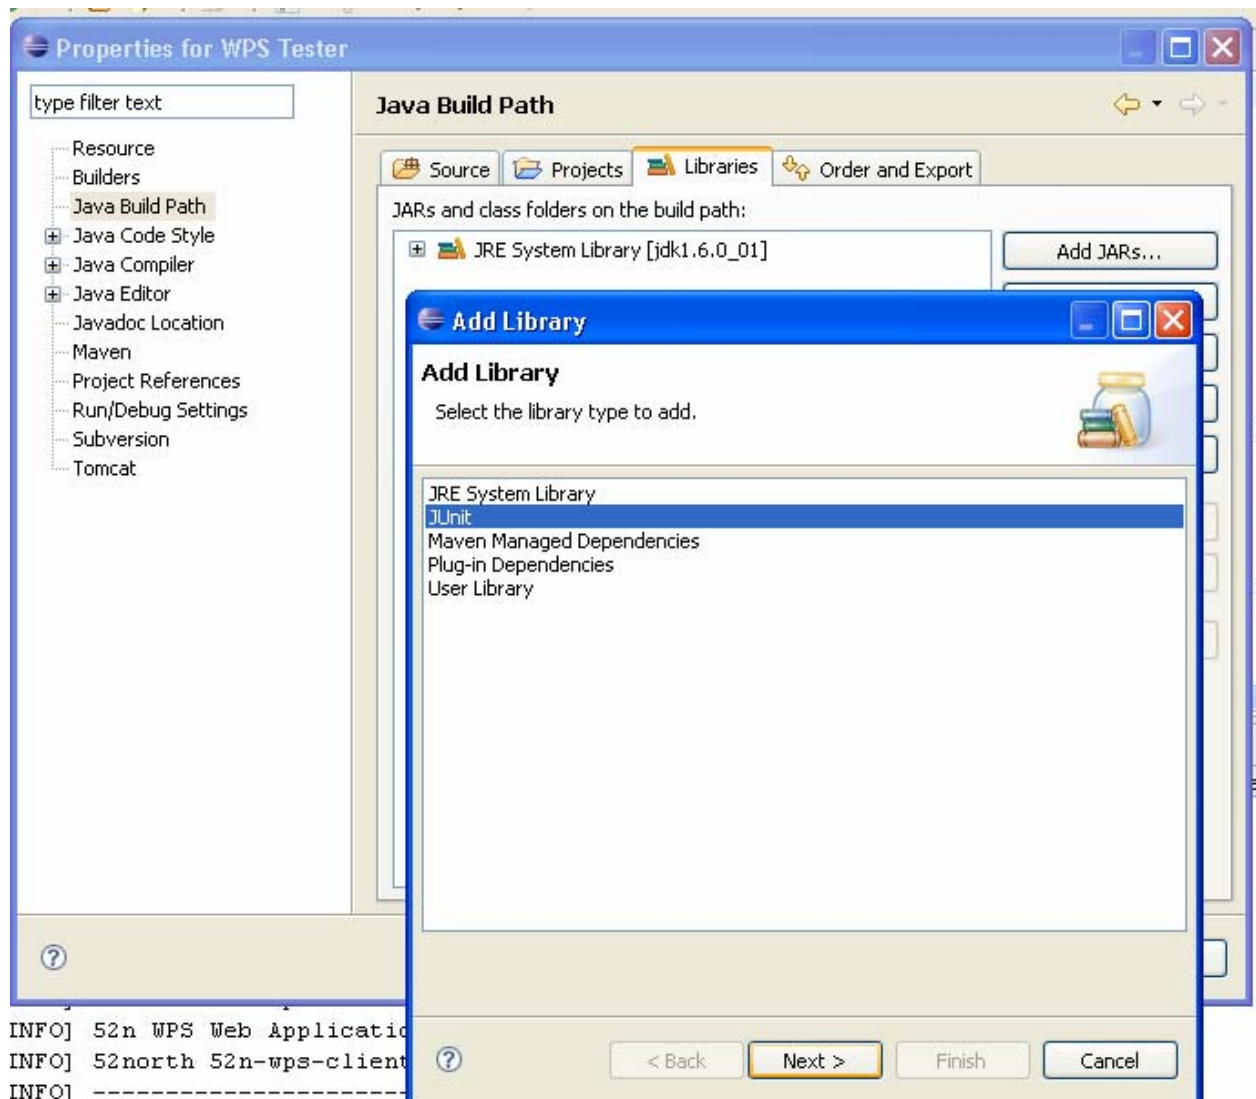 Properties for WPS Tester
type filter text
Resource
Builders
Java Build Path
Java Code Style
Java Compiler
Java Editor
Javadoc Location
Maven
Project References
Run/Debug Settings
Subversion
Tomcat
Java Build Path
Source
Projects
Libraries
Order and Export
JARs and class folders on the build path:
JRE System Library [jdk1.6.0_01]
Add JARs...
Add Library
Add Library
Select the library type to add.
JRE System Library
JUnit
Maven Managed Dependencies
Plug-in Dependencies
User Library
< Back
Next >
Finish
Cancel
INFO] 52n WPS Web Applicatio
INFO] 52north 52n-wps-client
INFO] ----------------------